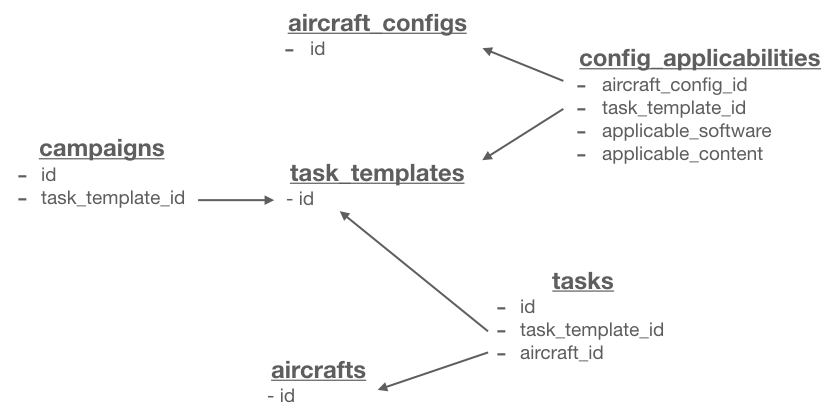 aircraft_configs
- id
config_applicabilities
- aircraft_config_id
- task_template_id
- applicable_software
- applicable_content
campaigns
- id
- task_template_id
task_templates
- id
tasks
- id
- task_template_id
- aircraft_id
aircrafts
- id